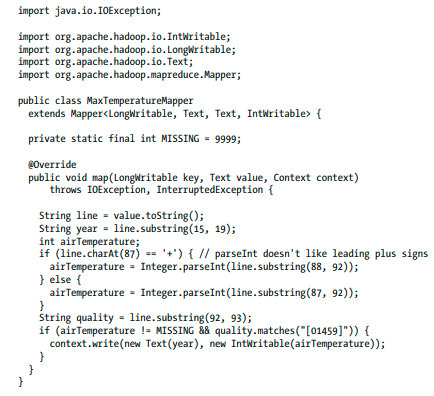 import java.io.IOException;
import org.apache.hadoop.io.IntWritable;
import org.apache.hadoop.io.LongWritable;
import org.apache.hadoop.io.Text;
import org.apache.hadoop.mapreduce.Mapper;
public class MaxTemperatureMapper
  extends Mapper<LongWritable, Text, Text, IntWritable> {
  private static final int MISSING = 9999;
  @Override
  public void map(LongWritable key, Text value, Context context)
      throws IOException, InterruptedException {
    String line = value.toString();
    String year = line.substring(15, 19);
    int airTemperature;
    if (line.charAt(87) == '+') { // parseInt doesn't like leading plus signs
      airTemperature = Integer.parseInt(line.substring(88, 92));
    } else {
      airTemperature = Integer.parseInt(line.substring(87, 92));
    }
    String quality = line.substring(92, 93);
    if (airTemperature != MISSING && quality.matches("[01459]")) {
      context.write(new Text(year), new IntWritable(airTemperature));
    }
  }
}